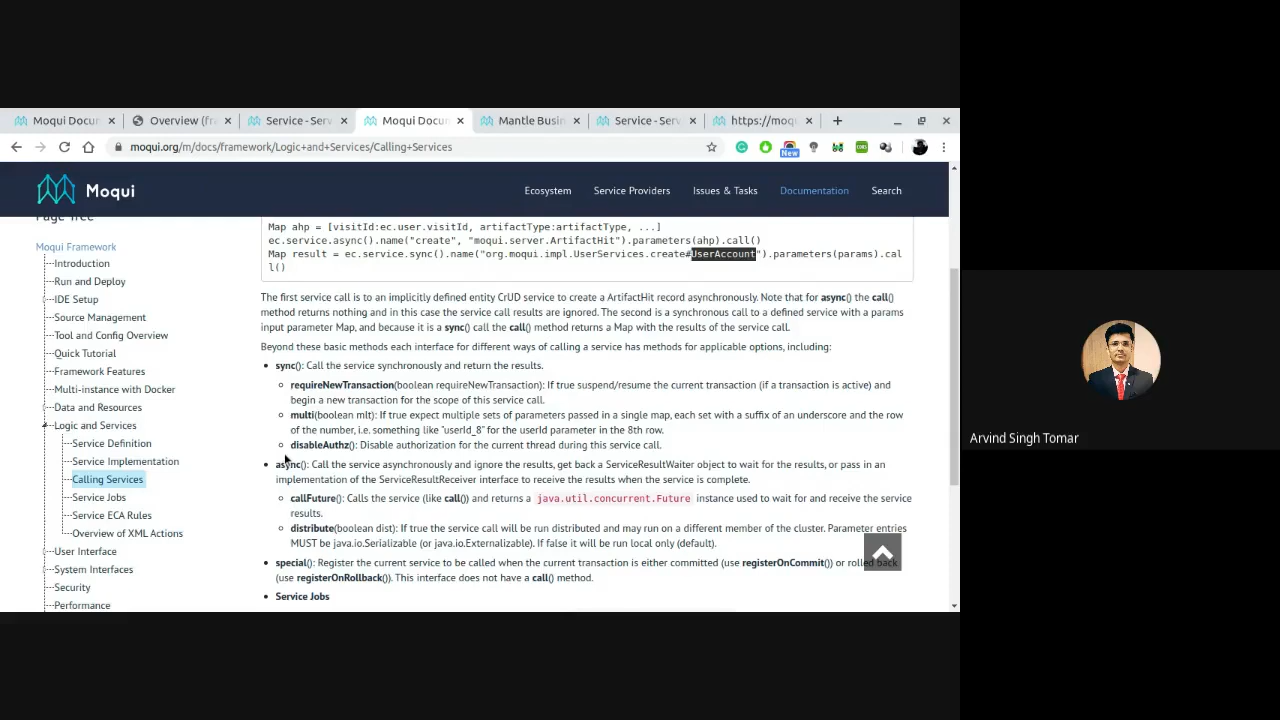 Moqui Docu
Overview (fra
Service - Serv
Moqui Docu
Mantle Busin
Service - Serv
https://moq
moqui.org/m/docs/framework/Logic+and+Services/Calling+Services
New
Moqui
Ecosystem
Service Providers
Issues & Tasks
Documentation
Search
Page Tree
Moqui Framework
Introduction
Run and Deploy
IDE Setup
Source Management
Tool and Config Overview
Quick Tutorial
Framework Features
Multi-instance with Docker
Data and Resources
Logic and Services
Service Definition
Service Implementation
Calling Services
Service Jobs
Service ECA Rules
Overview of XML Actions
User Interface
System Interfaces
Security
Performance
Map ahp = [visitId:ec.user.visitId, artifactType:artifactType, ...]
ec.service.async().name("create", "moqui.server.ArtifactHit").parameters(ahp).call()
Map result = ec.service.sync().name("org.moqui.impl.UserServices.create#UserAccount").parameters(params).cal
l()
The first service call is to an implicitly defined entity CrUD service to create a ArtifactHit record asynchronously. Note that for async() the call()
method returns nothing and in this case the service call results are ignored. The second is a synchronous call to a defined service with a params
input parameter Map, and because it is a sync() call the call() method returns a Map with the results of the service call.
Beyond these basic methods each interface for different ways of calling a service has methods for applicable options, including:
sync(): Call the service synchronously and return the results.
requireNewTransaction(boolean requireNewTransaction): If true suspend/resume the current transaction (if a transaction is active) and
begin a new transaction for the scope of this service call.
multi(boolean mlt): If true expect multiple sets of parameters passed in a single map, each set with a suffix of an underscore and the row
of the number, i.e. something like "userId_8" for the userId parameter in the 8th row.
disableAuthz(): Disable authorization for the current thread during this service call.
async(): Call the service asynchronously and ignore the results, get back a ServiceResultWaiter object to wait for the results, or pass in an
implementation of the ServiceResultReceiver interface to receive the results when the service is complete.
callFuture(): Calls the service (like call()) and returns a java.util.concurrent.Future instance used to wait for and receive the service
results.
distribute(boolean dist): If true the service call will be run distributed and may run on a different member of the cluster. Parameter entries
MUST be java.io.Serializable (or java.io.Externalizable). If false it will be run local only (default).
special(): Register the current service to be called when the current transaction is either committed (use registerOnCommit()) or rolled back
(use registerOnRollback()). This interface does not have a call() method.
Service Jobs
Arvind Singh Tomar